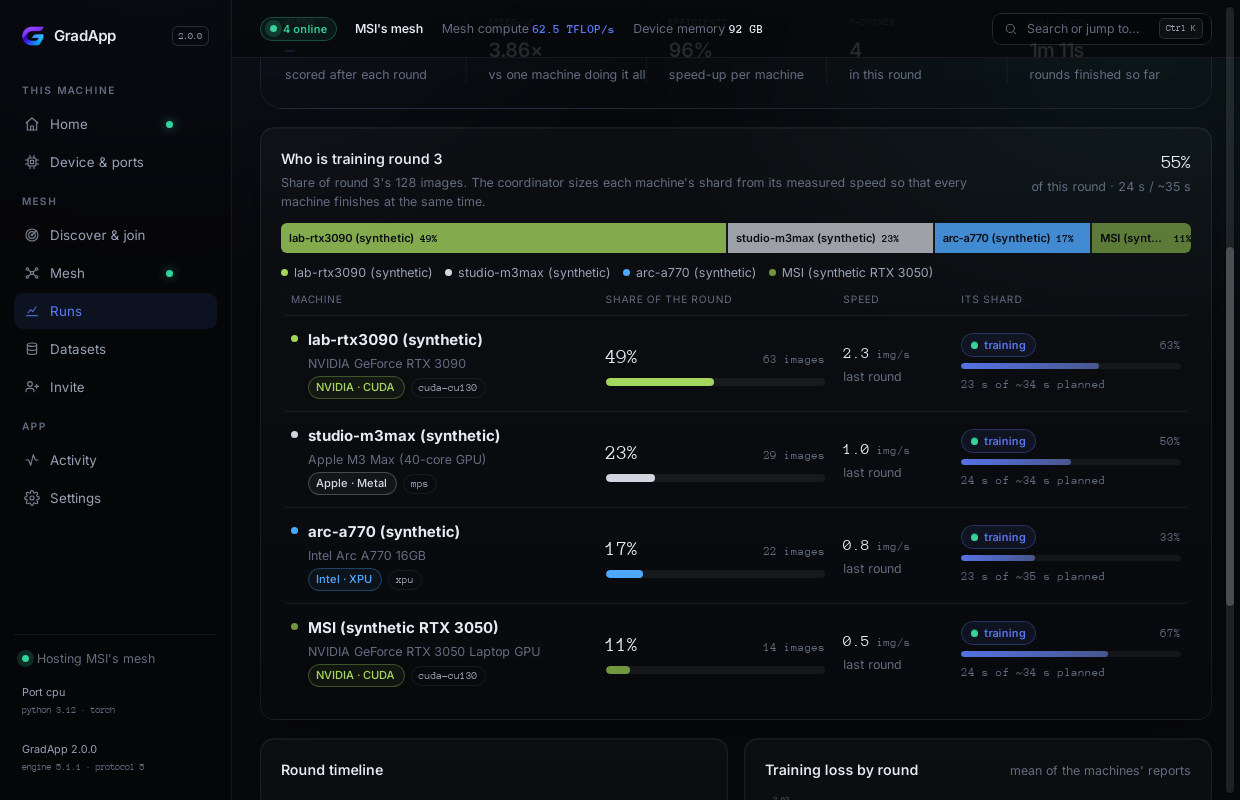 GradApp 2.0.0
THIS MACHINE
Home
Device & ports
MESH
Discover & join
Mesh
Runs
Datasets
Invite
APP
Activity
Settings
Hosting MSI's mesh
Port cpu
python 3.12 · torch
GradApp 2.0.0
engine 5.1.1 · protocol 5
4 online MSI's mesh Mesh compute 62.5 TFLOP/s Device memory 92 GB Search or jump to... Ctrl K
MACHINES
— 3.86× 96% 4 1m 11s
scored after each round vs one machine doing it all speed-up per machine in this round rounds finished so far
Who is training round 3 55%
Share of round 3's 128 images. The coordinator sizes each machine's shard from its measured speed so that every
machine finishes at the same time.
of this round · 24 s / ~35 s
lab-rtx3090 (synthetic) 49% studio-m3max (synthetic) 23% arc-a770 (synthetic) 17% MSI (synt... 11%
lab-rtx3090 (synthetic) studio-m3max (synthetic) arc-a770 (synthetic) MSI (synthetic RTX 3050)
MACHINE SHARE OF THE ROUND SPEED ITS SHARD
lab-rtx3090 (synthetic)
NVIDIA GeForce RTX 3090
NVIDIA · CUDA cuda-cu130
49% 63 images
2.3 img/s
last round
training 63%
23 s of ~34 s planned
studio-m3max (synthetic)
Apple M3 Max (40-core GPU)
Apple · Metal mps
23% 29 images
1.0 img/s
last round
training 50%
24 s of ~34 s planned
arc-a770 (synthetic)
Intel Arc A770 16GB
Intel · XPU xpu
17% 22 images
0.8 img/s
last round
training 33%
23 s of ~35 s planned
MSI (synthetic RTX 3050)
NVIDIA GeForce RTX 3050 Laptop GPU
NVIDIA · CUDA cuda-cu130
11% 14 images
0.5 img/s
last round
training 67%
24 s of ~34 s planned
Round timeline
Training loss by round mean of the machines' reports